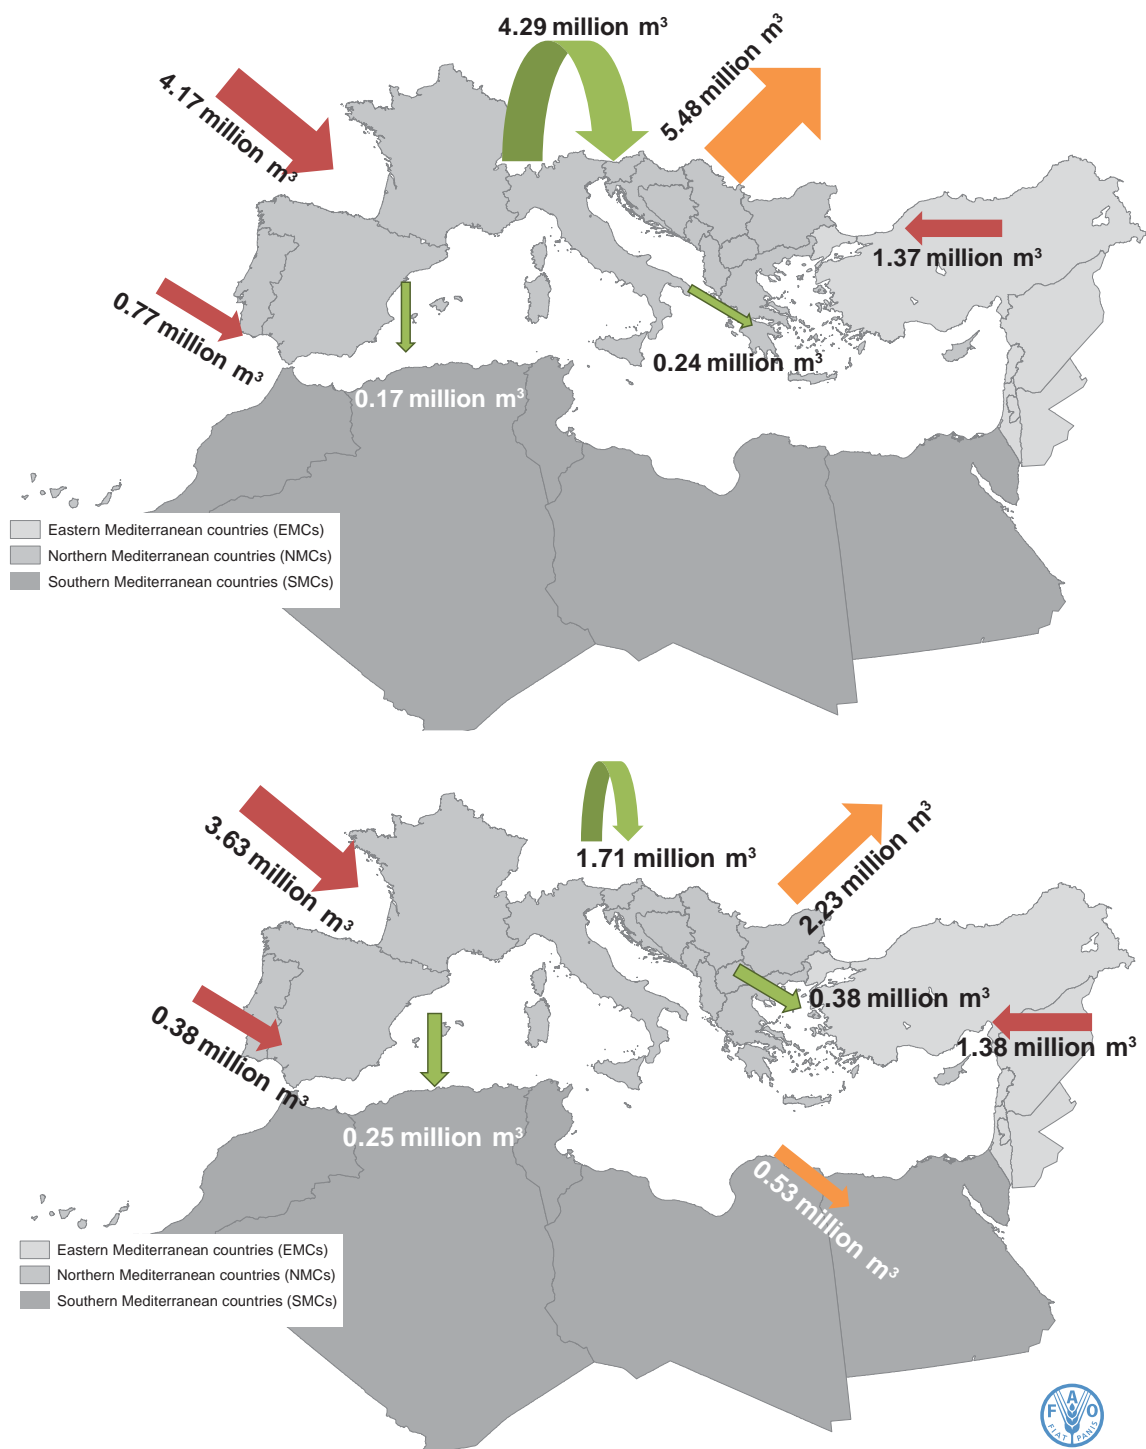 4.29 million m³
4.17 million m³
5.48 million m³
1.37 million m³
0.77 million m³
0.24 million m³
0.17 million m³
Eastern Mediterranean countries (EMCs)
Northern Mediterranean countries (NMCs)
Southern Mediterranean countries (SMCs)
3.63 million m³
1.71 million m³
2.23 million m³
0.38 million m³
0.38 million m³
1.38 million m³
0.25 million m³
0.53 million m³
Eastern Mediterranean countries (EMCs)
Northern Mediterranean countries (NMCs)
Southern Mediterranean countries (SMCs)
F A O
FIAT PANIS